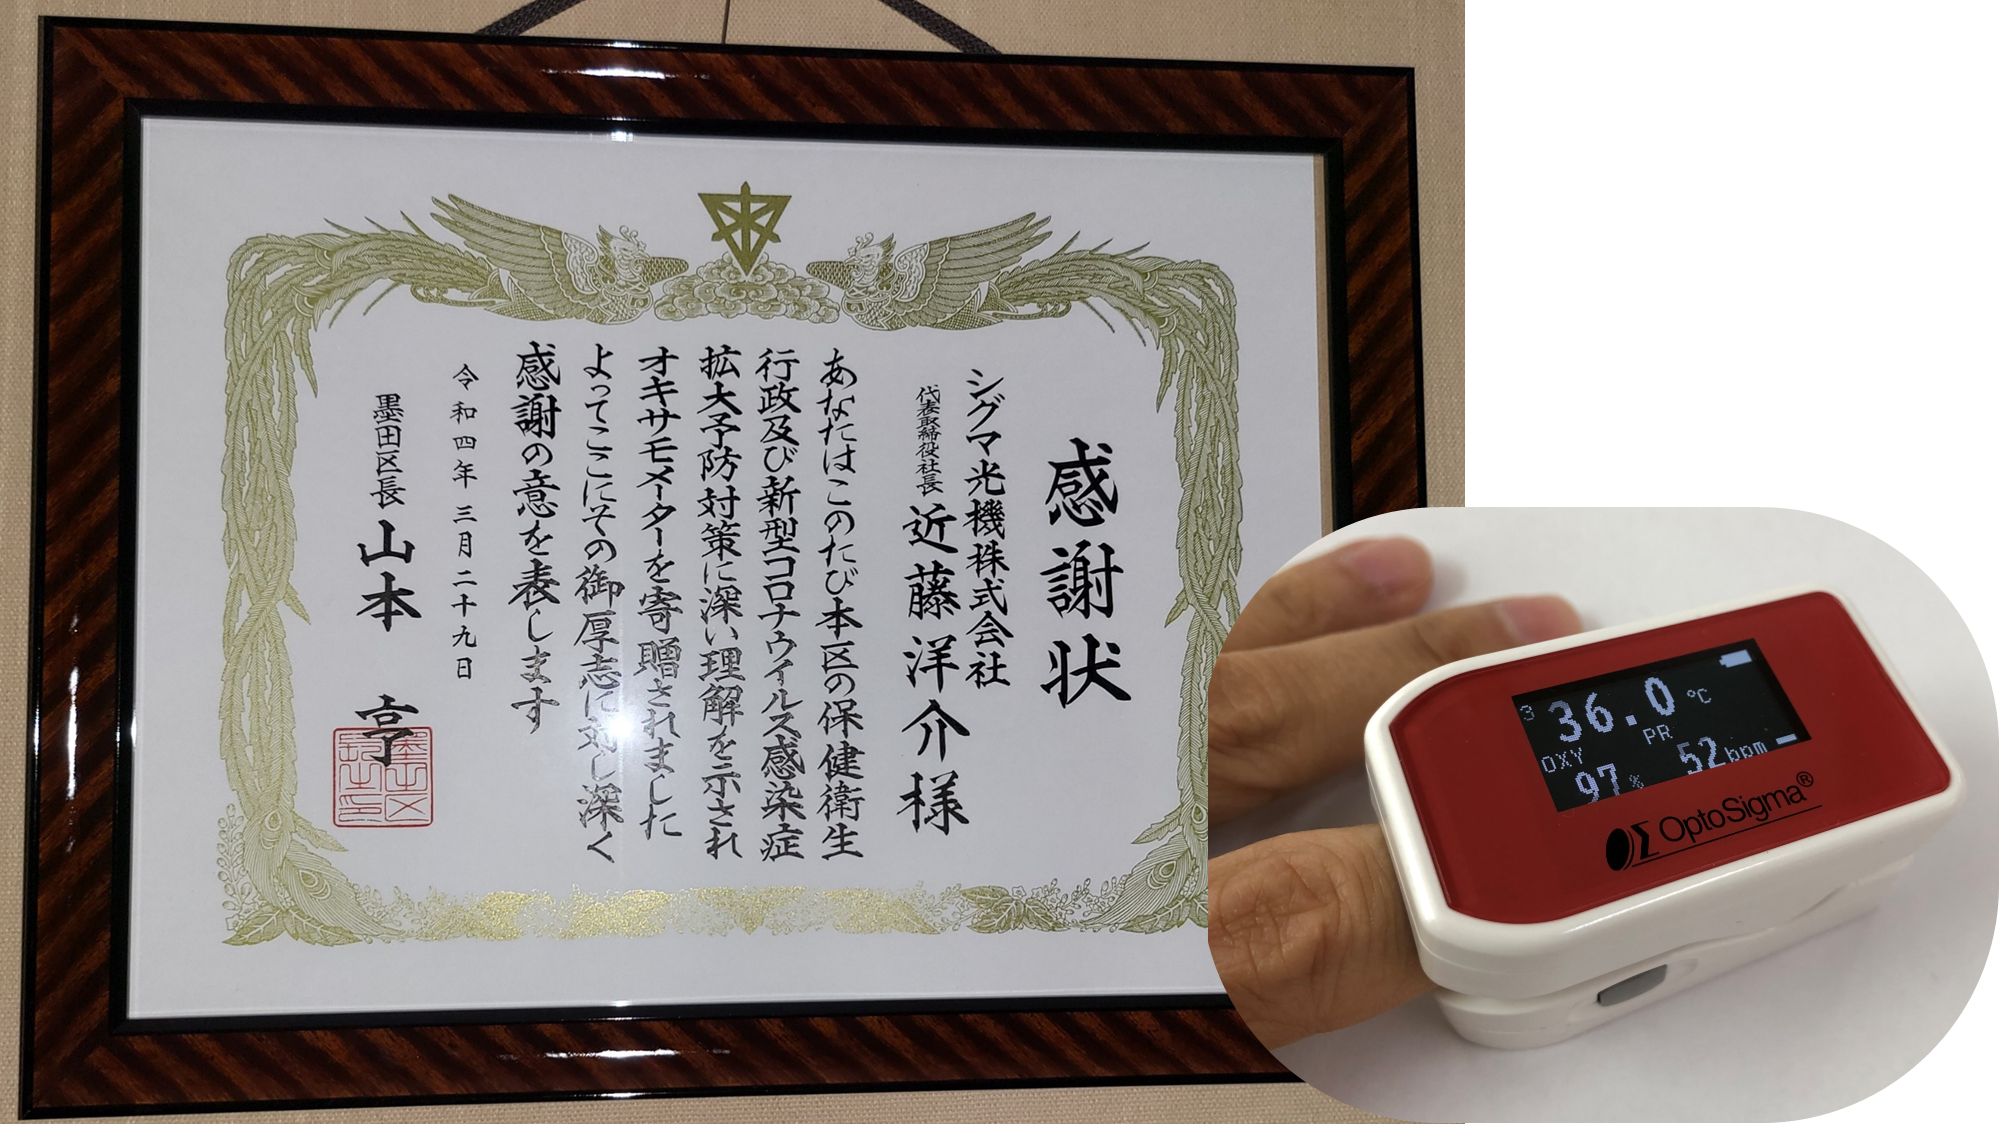 感謝状
シグマ光機株式会社
代表取締役社長 近藤洋介様
あなたはこのたび本区の保健衛生
行政及び新型コロナウイルス感染症
拡大予防対策に深い理解を示され
オキサモメーターを寄贈されました
よってここにその御厚志に対し深く
感謝の意を表します
令和四年三月二十九日
墨田区長 山本亨
3 36.0 ℃
PR
OXY 52bpm
97 %
OptoSigma®